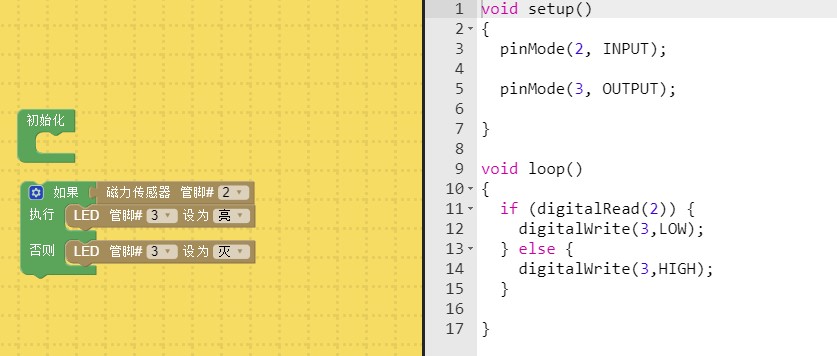 初始化
如果 磁力传感器 管脚# 2
执行 LED 管脚# 3 设为 亮
否则 LED 管脚# 3 设为 灭
1 void setup()
2 {
3 pinMode(2, INPUT);
4
5 pinMode(3, OUTPUT);
6
7 }
8
9 void loop()
10 {
11 if (digitalRead(2)) {
12 digitalWrite(3,LOW);
13 } else {
14 digitalWrite(3,HIGH);
15 }
16
17 }